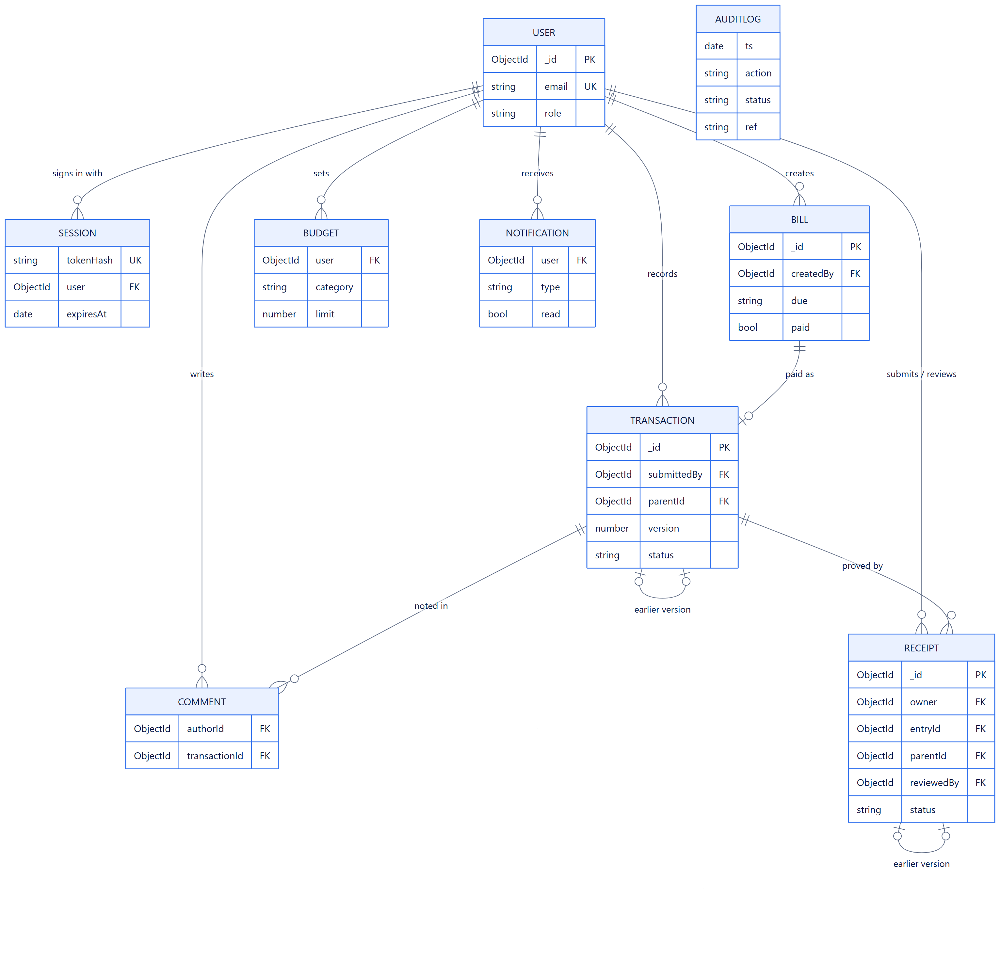 AUDITLOG
date ts
string action
string status
string ref
USER
ObjectId _id PK
string email UK
string role
signs in with
sets
receives
creates
SESSION
string tokenHash UK
ObjectId user FK
date expiresAt
BUDGET
ObjectId user FK
string category
number limit
NOTIFICATION
ObjectId user FK
string type
bool read
BILL
ObjectId _id PK
ObjectId createdBy FK
string due
bool paid
records
writes
paid as
submits / reviews
TRANSACTION
ObjectId _id PK
ObjectId submittedBy FK
ObjectId parentId FK
number version
string status
proved by
noted in
earlier version
COMMENT
ObjectId authorId FK
ObjectId transactionId FK
RECEIPT
ObjectId _id PK
ObjectId owner FK
ObjectId entryId FK
ObjectId parentId FK
ObjectId reviewedBy FK
string status
earlier version